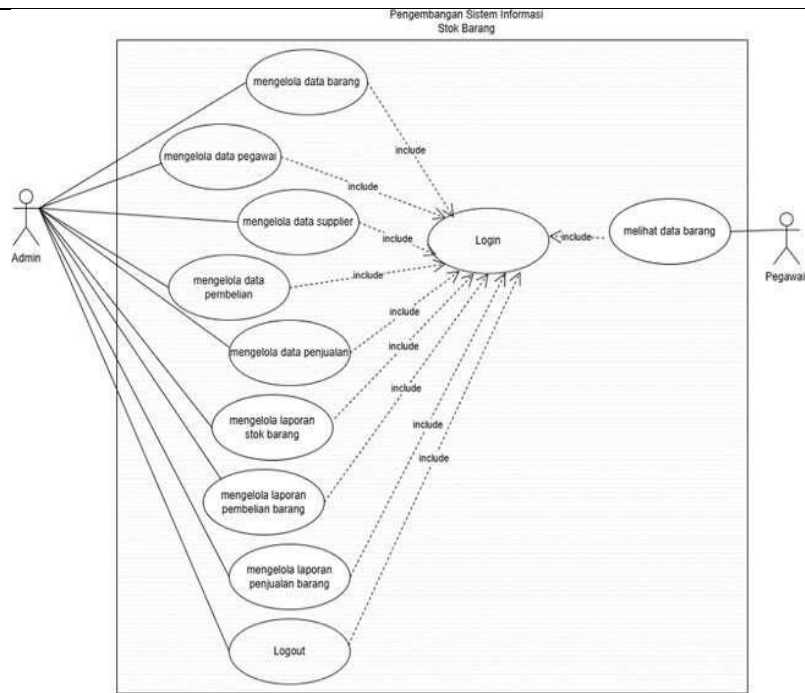 Pengembangan Sistem Informasi
Stok Barang
mengelola data barang
include
mengelola data pegawai
include
mengelola data supplier
include
Login
include
melihat data barang
Admin
Pegawai
mengelola data
pembelian
include
mengelola data penjualan
include
include
mengelola laporan
stok barang
include
include
mengelola laporan
pembelian barang
include
mengelola laporan
penjualan barang
Logout